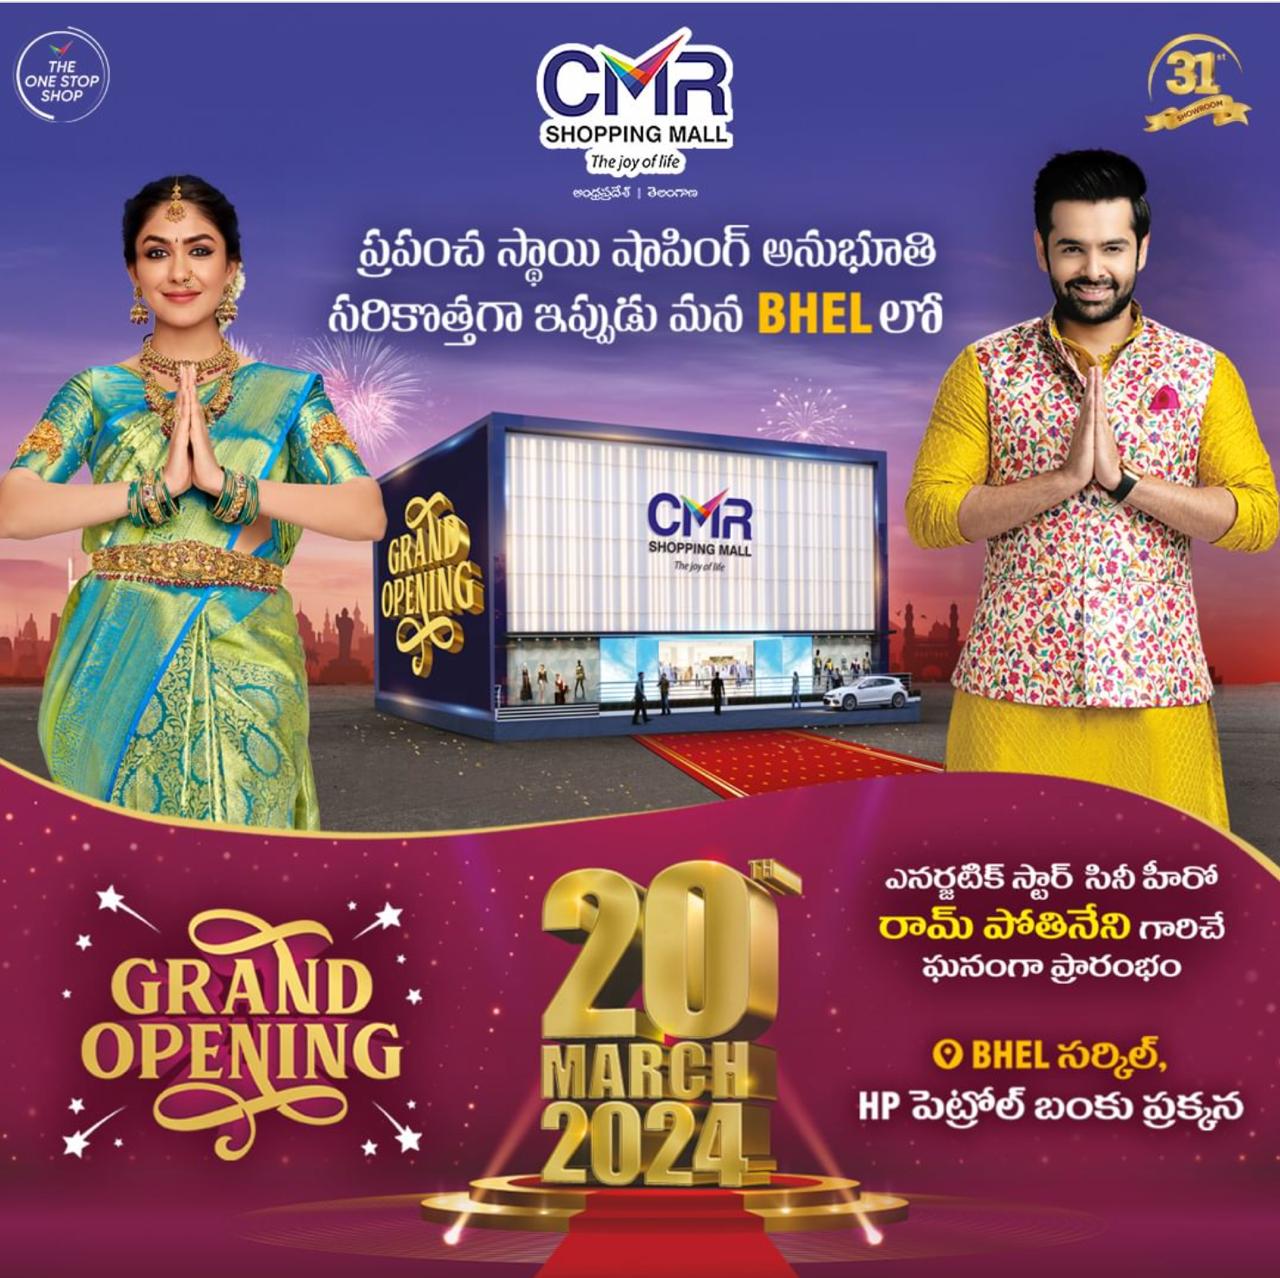 THE
ONE STOP
SHOP
CMR
SHOPPING MALL
The joy of life
ఆంధ్రప్రదేశ్ | తెలంగాణ
31st
SHOWROOM
ప్రపంచ స్థాయి షాపింగ్ అనుభూతి
సరికొత్తగా ఇప్పుడు మన BHEL లో
GRAND
OPENING
CMR
SHOPPING MALL
The joy of life
GRAND
OPENING
20TH
MARCH
2024
ఎనర్జటిక్ స్టార్ సినీ హీరో
రామ్ పోతినేని గారిచే
ఘనంగా ప్రారంభం
BHEL సర్కిల్,
HP పెట్రోల్ బంకు ప్రక్కన